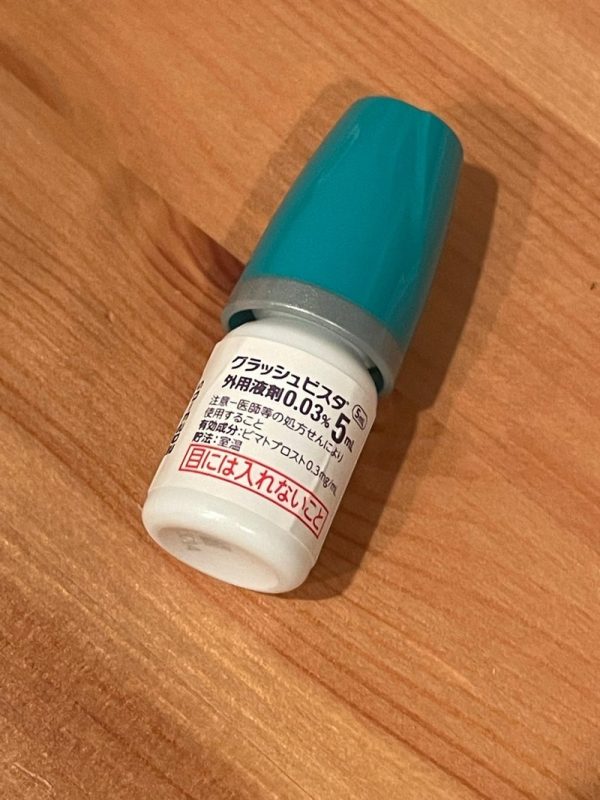 グラッシュビスタ
外用液剤0.03% 5mL
5mL
注意-医師等の処方せんにより
使用すること
有効成分:ビマトプロスト0.3mg/mL
貯法:室温
目には入れないこと